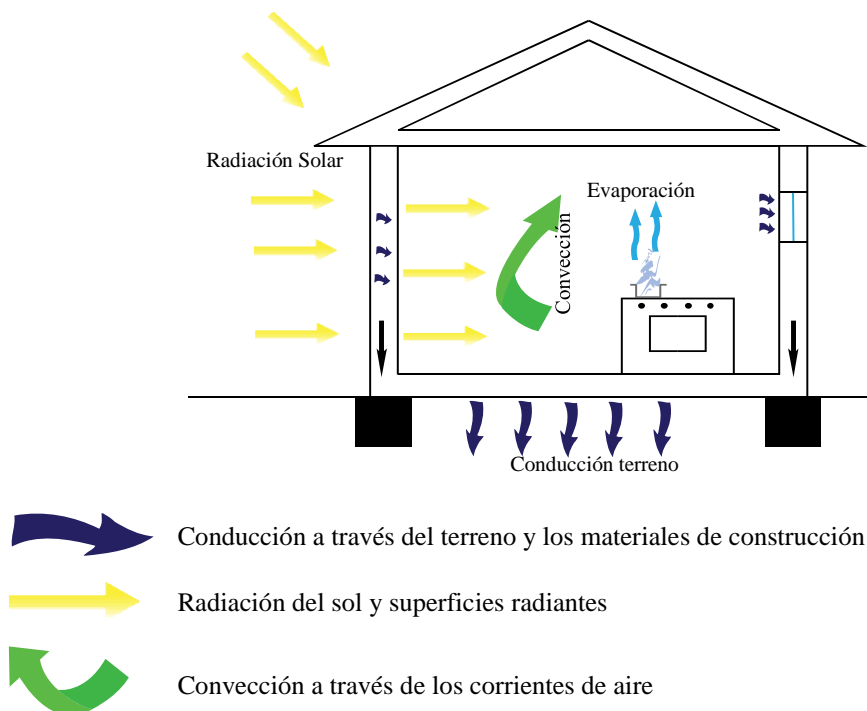 Radiación Solar
Evaporación
Convección
Conducción terreno
Conducción a través del terreno y los materiales de construcción
Radiación del sol y superficies radiantes
Convección a través de los corrientes de aire